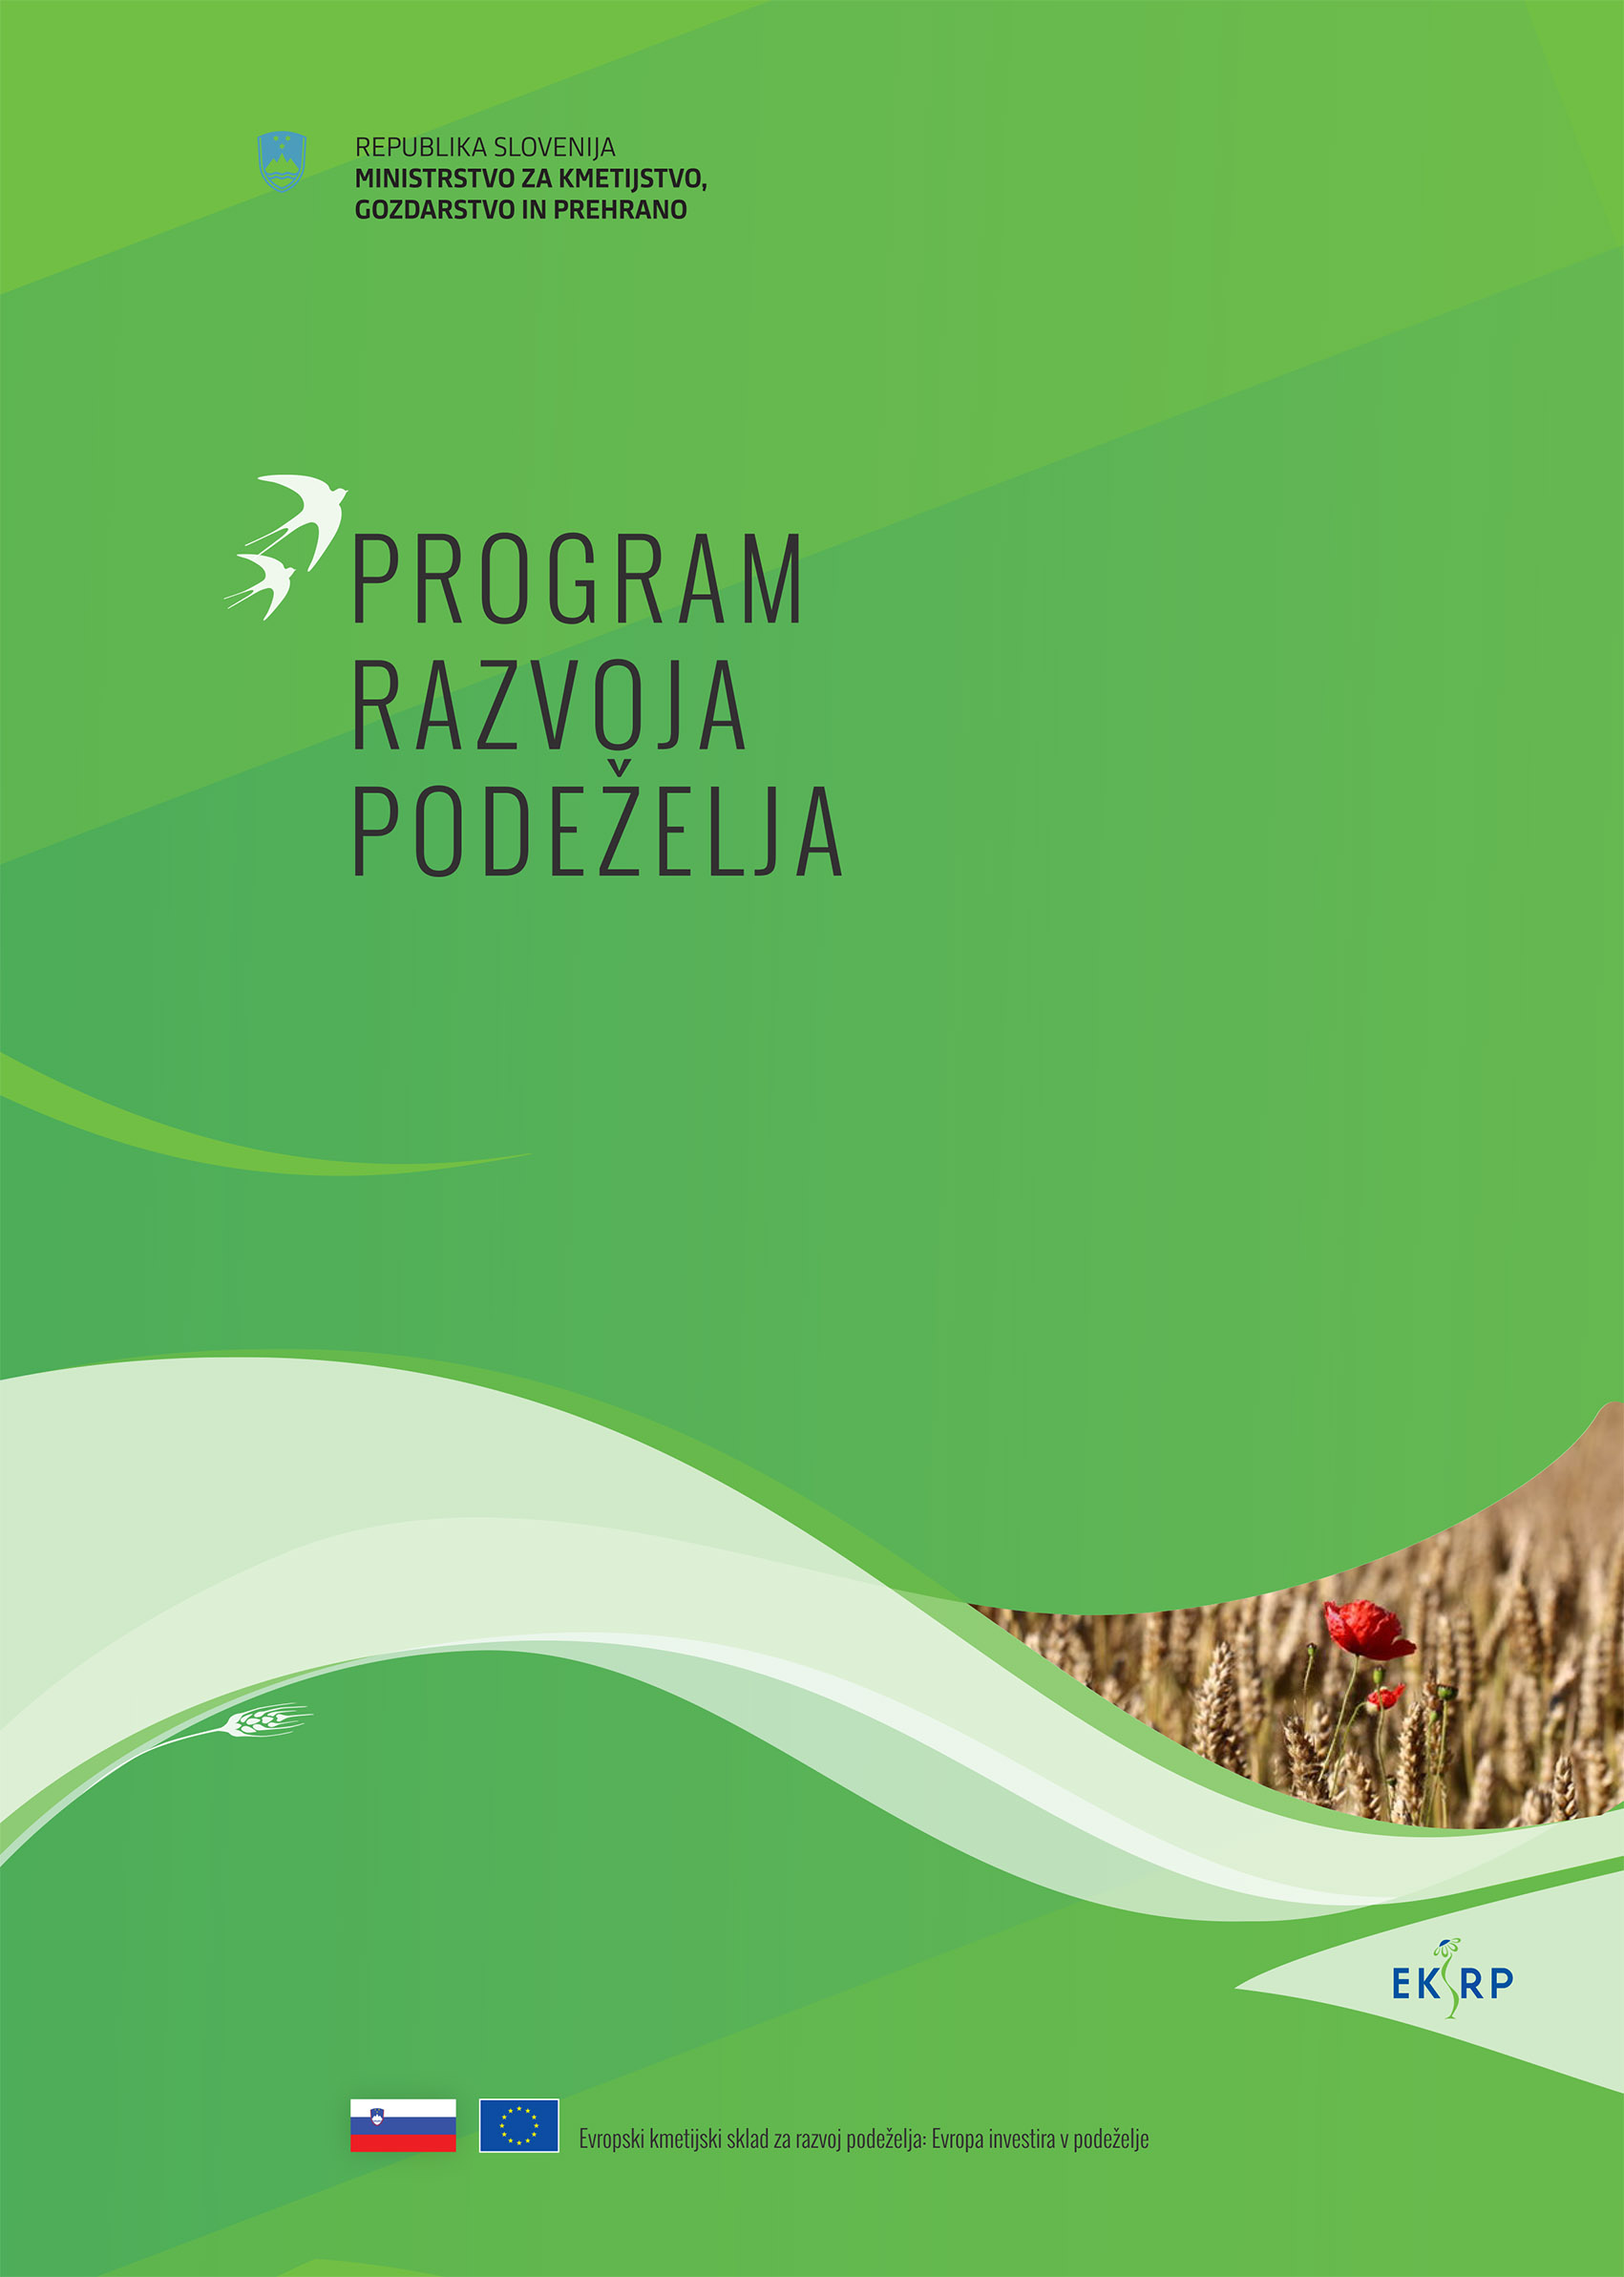 REPUBLIKA SLOVENIJA
MINISTRSTVO ZA KMETIJSTVO,
GOZDARSTVO IN PREHRANO
PROGRAM
RAZVOJA
PODEŽELJA
EKSRP
Evropski kmetijski sklad za razvoj podeželja: Evropa investira v podeželje